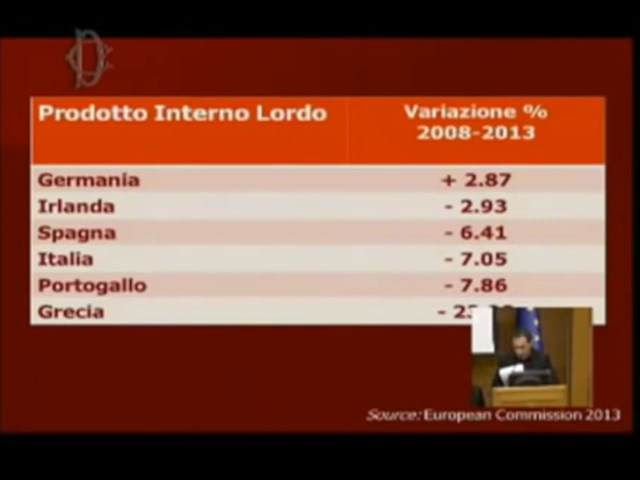 Prodotto Interno Lordo Variazione %
2008-2013
Germania + 2.87
Irlanda - 2.93
Spagna - 6.41
Italia - 7.05
Portogallo - 7.86
Grecia
Source: European Commission 2013